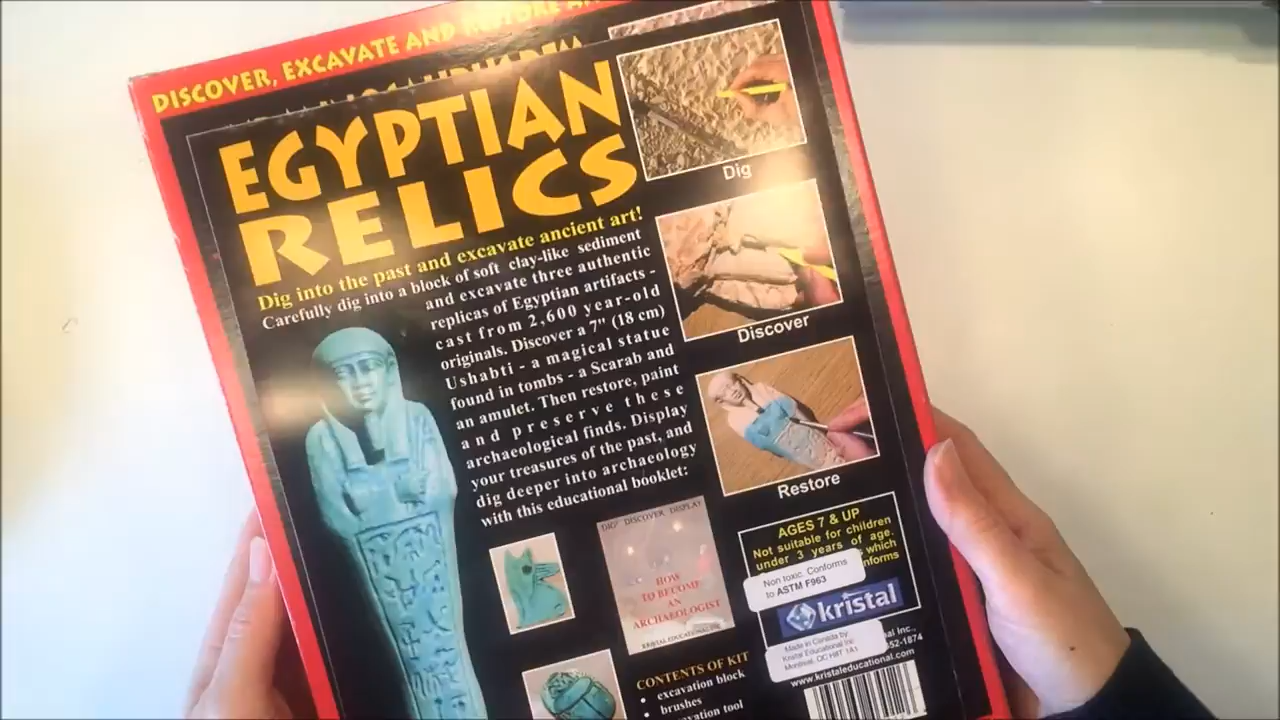 DISCOVER, EXCAVATE AND RESTORE
EGYPTIAN
RELICS
Dig into the past and excavate ancient art!
Carefully dig into a block of soft clay-like sediment
and excavate three authentic
replicas of Egyptian artifacts -
cast from 2,600 year-old
originals. Discover a 7" (18 cm)
Ushabti - a magical statue
found in tombs - a Scarab and
an amulet. Then restore, paint
and preserve these
archaeological finds. Display
your treasures of the past, and
dig deeper into archaeology
with this educational booklet:
Dig
Discover
Restore
DIG DISCOVER DISPLAY
HOW
TO BECOME
AN
ARCHAEOLOGIST
KRISTAL EDUCATIONAL INC
AGES 7 & UP
Not suitable for children
under 3 years of age.
which
Non toxic. Conforms
to ASTM F963
kristal
Made in Canada by
Kristal Educational Inc
Montreal, QC H8T 1A1
Inc.,
652-1874
www.kristaleducational.com
CONTENTS OF KIT
• excavation block
• brushes
tool